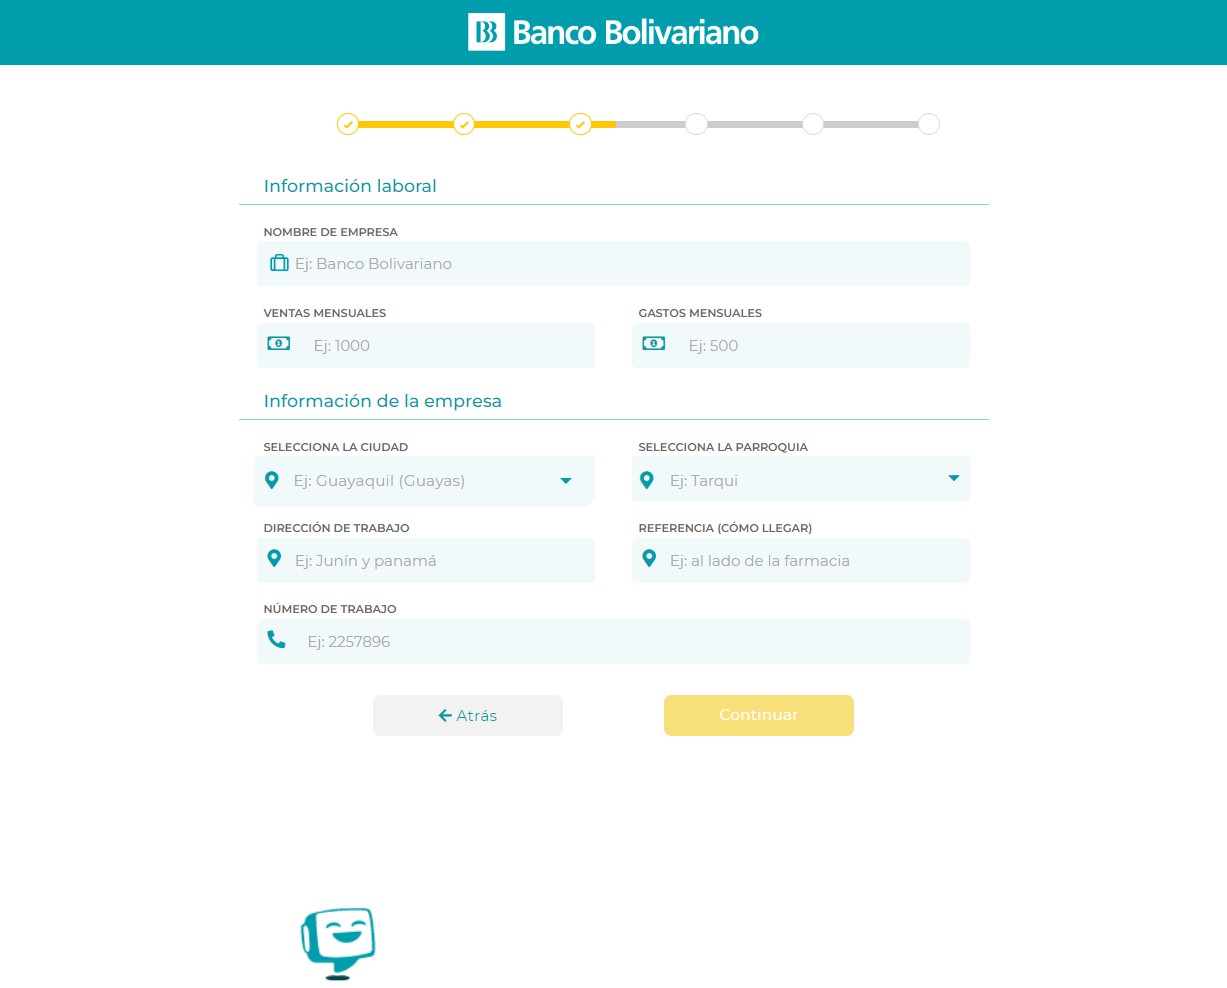 Banco Bolivariano
Información laboral
NOMBRE DE EMPRESA
Ej: Banco Bolivariano
VENTAS MENSUALES
GASTOS MENSUALES
Ej: 1000
Ej: 500
Información de la empresa
SELECCIONA LA CIUDAD
SELECCIONA LA PARROQUIA
Ej: Guayaquil (Guayas)
Ej: Tarqui
DIRECCIÓN DE TRABAJO
REFERENCIA (CÓMO LLEGAR)
Ej: Junín y panamá
Ej: al lado de la farmacia
NÚMERO DE TRABAJO
Ej: 2257896
Atrás
Continuar